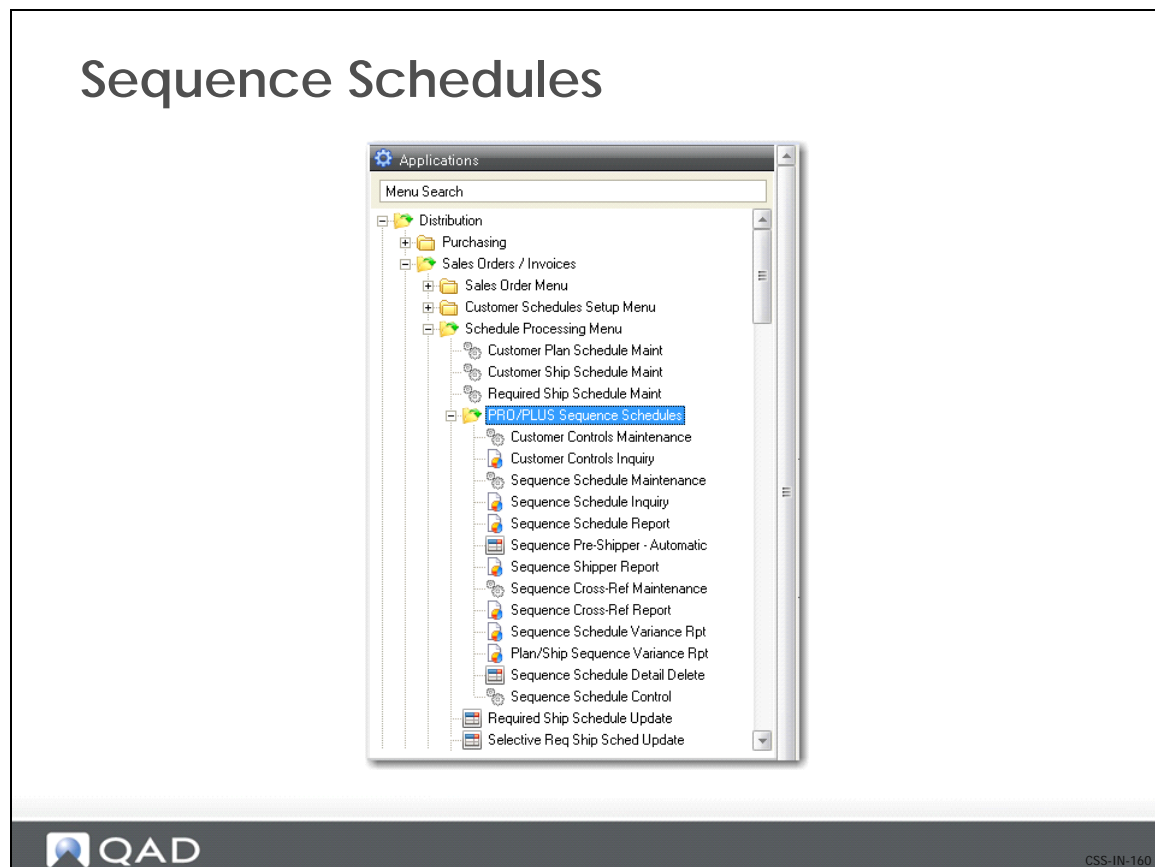 Sequence Schedules
Applications
Menu Search
Distribution
Purchasing
Sales Orders / Invoices
Sales Order Menu
Customer Schedules Setup Menu
Schedule Processing Menu
Customer Plan Schedule Maint
Customer Ship Schedule Maint
Required Ship Schedule Maint
PRO/PLUS Sequence Schedules
Customer Controls Maintenance
Customer Controls Inquiry
Sequence Schedule Maintenance
Sequence Schedule Inquiry
Sequence Schedule Report
Sequence Pre-Shipper - Automatic
Sequence Shipper Report
Sequence Cross-Ref Maintenance
Sequence Cross-Ref Report
Sequence Schedule Variance Rpt
Plan/Ship Sequence Variance Rpt
Sequence Schedule Detail Delete
Sequence Schedule Control
Required Ship Schedule Update
Selective Req Ship Sched Update
QAD
CSS-IN-160